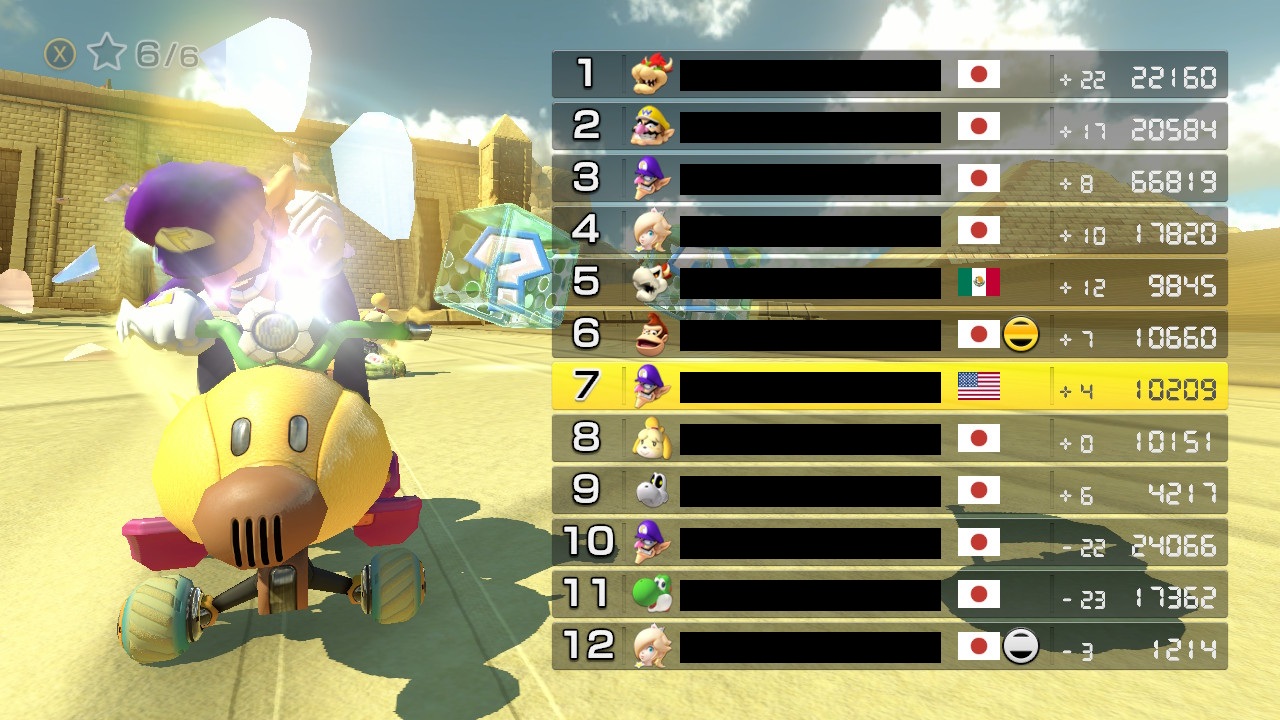 X ☆ 6/6
1 + 22 22160
2 + 17 20584
3 + 8 66819
4 + 10 17820
5 + 12 9845
6 + 7 10660
7 + 4 10209
8 + 0 10151
9 + 6 4217
10 - 22 24066
11 - 23 17362
12 - 3 1214
?